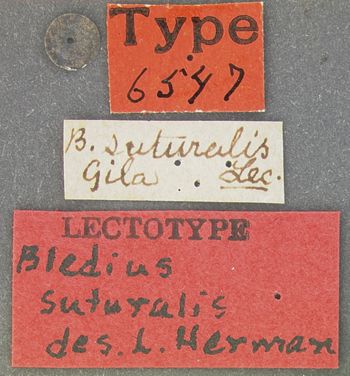 Type
6547
B. suturalis
Gila Lec.
LECTOTYPE
Bledius
suturalis
des. L. Herman